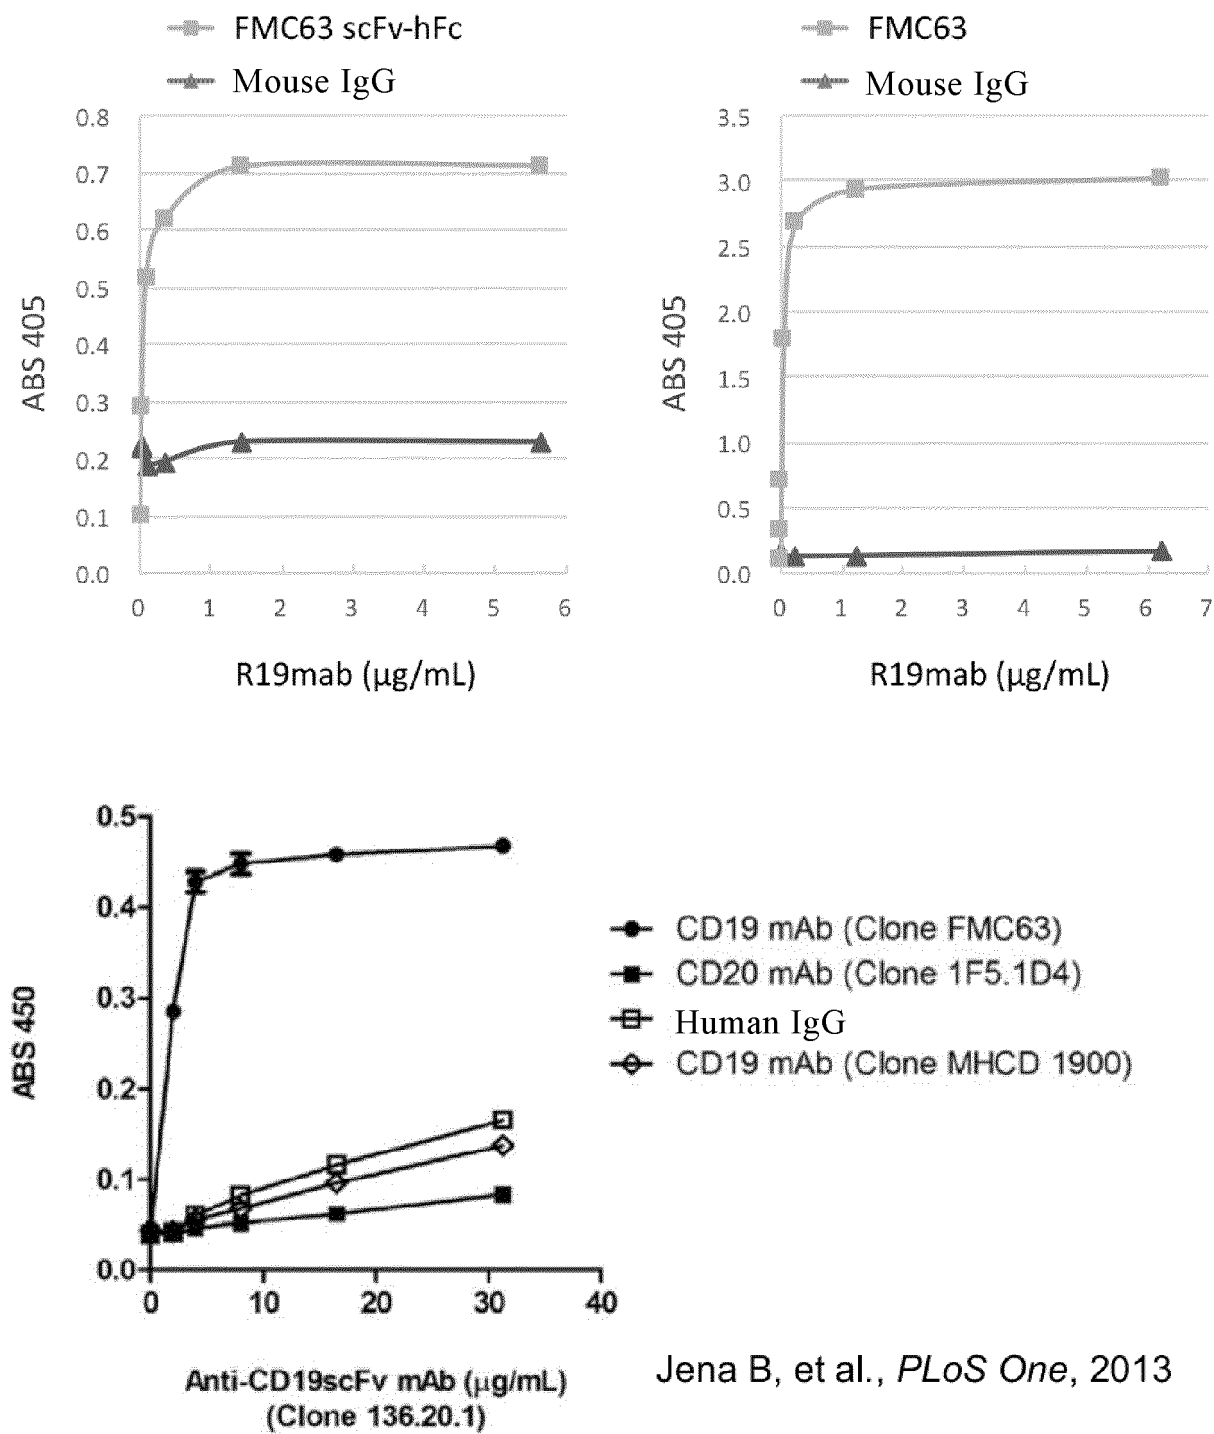 FMC63 scFv-hFc
Mouse IgG
0.8
0.7
0.6
0.5
0.4
0.3
0.2
0.1
0.0
ABS 405
0 1 2 3 4 5 6
R19mab (µg/mL)
FMC63
Mouse IgG
3.5
3.0
2.5
2.0
1.5
1.0
0.5
0.0
ABS 405
0 1 2 3 4 5 6 7
R19mab (µg/mL)
0.5
0.4
0.3
0.2
0.1
0.0
ABS 450
0 10 20 30 40
Anti-CD19scFv mAb (µg/mL)
(Clone 136.20.1)
CD19 mAb (Clone FMC63)
CD20 mAb (Clone 1F5.1D4)
Human IgG
CD19 mAb (Clone MHCD 1900)
Jena B, et al., PLoS One, 2013